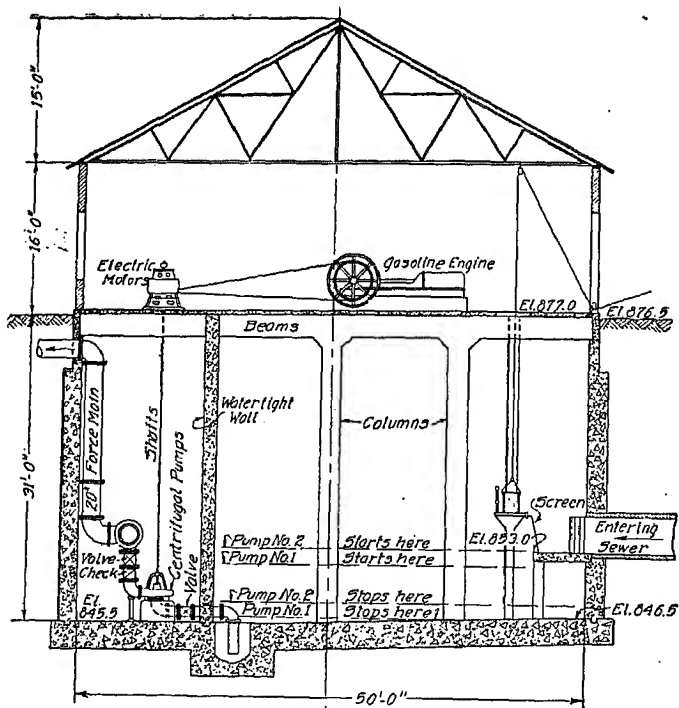 15'-0"
16'-0"
31'-0"
Electric
Motors
Gasoline Engine
El.877.0
El.876.5
Beams
Force Main
20"
Shafts
Watertight
Wall
Columns
Centrifugal Pumps
Valve
Screen
El.853.0
Entering
Sewer
Pump No.2 Starts here
Pump No.1 Starts here
Valve
Check
Pump No.2 Stops here
Pump No.1 Stops here
El.
845.5
El.846.5
50'-0"